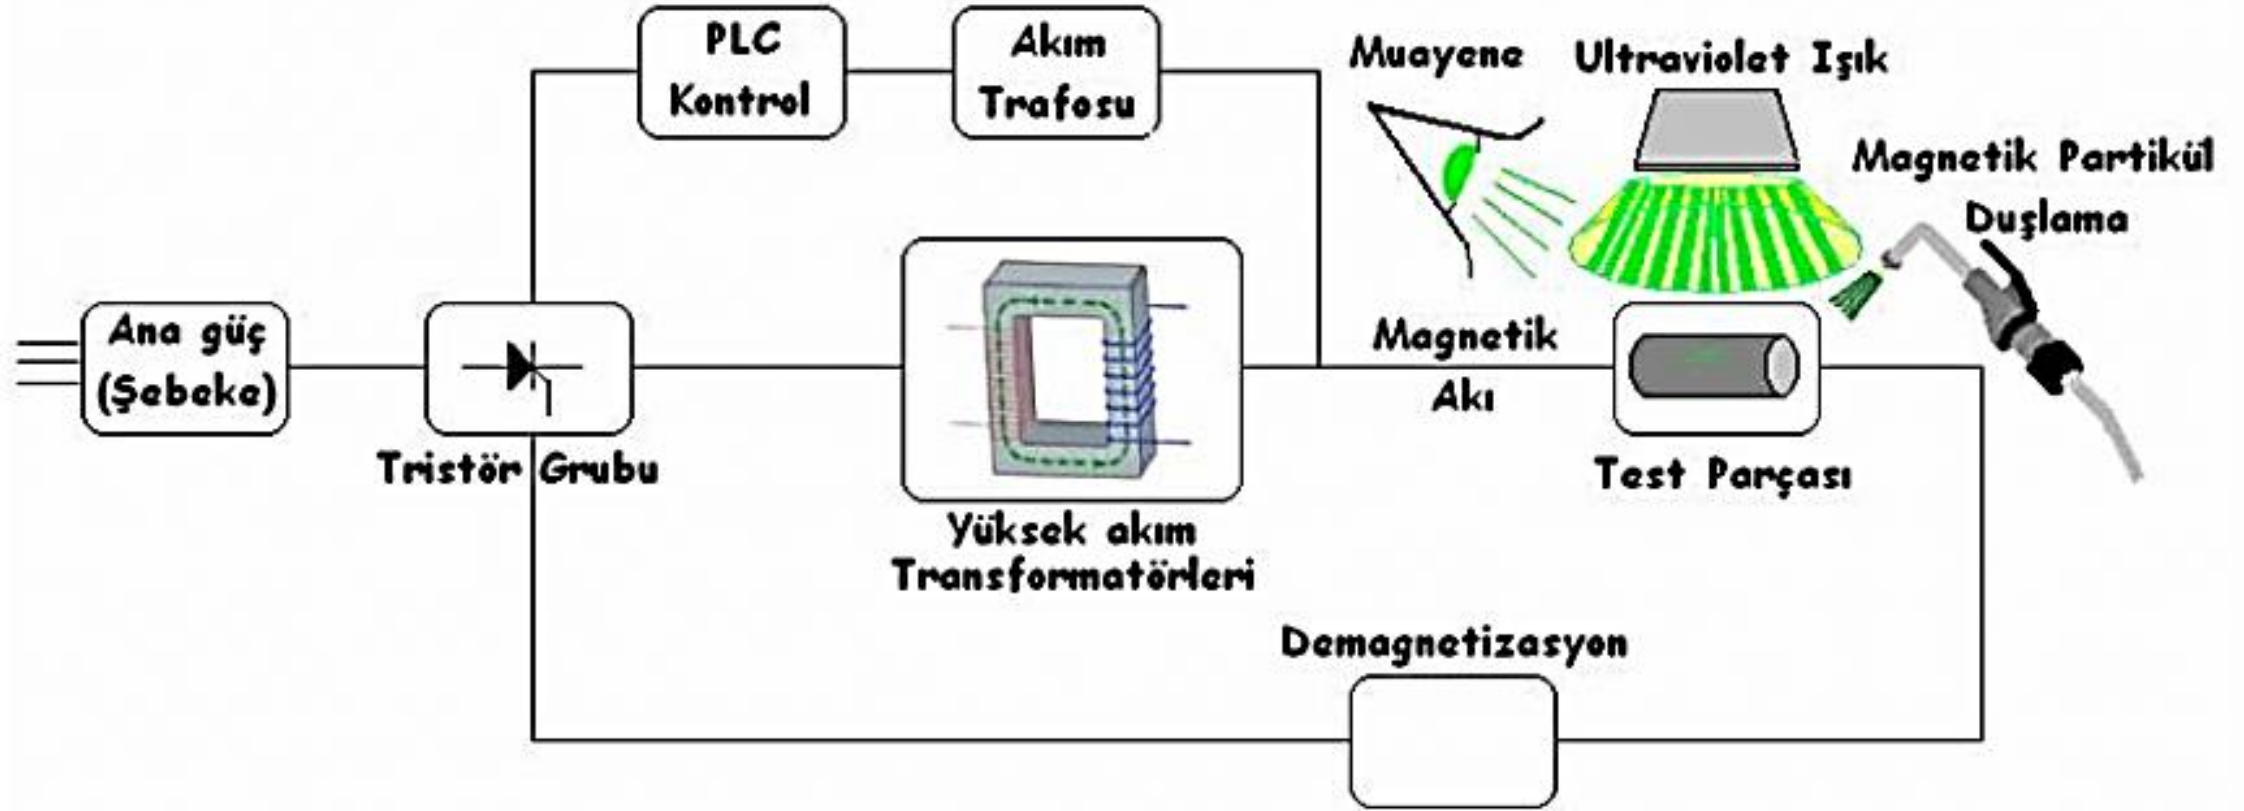 PLC
Kontrol
Akım
Trafosu
Muayene
Ultraviolet Işık
Magnetik Partikül
Duşlama
Ana güç
(Şebeke)
Tristör Grubu
Yüksek akım
Transformatörleri
Magnetik
Akı
Test Parçası
Demagnetizasyon